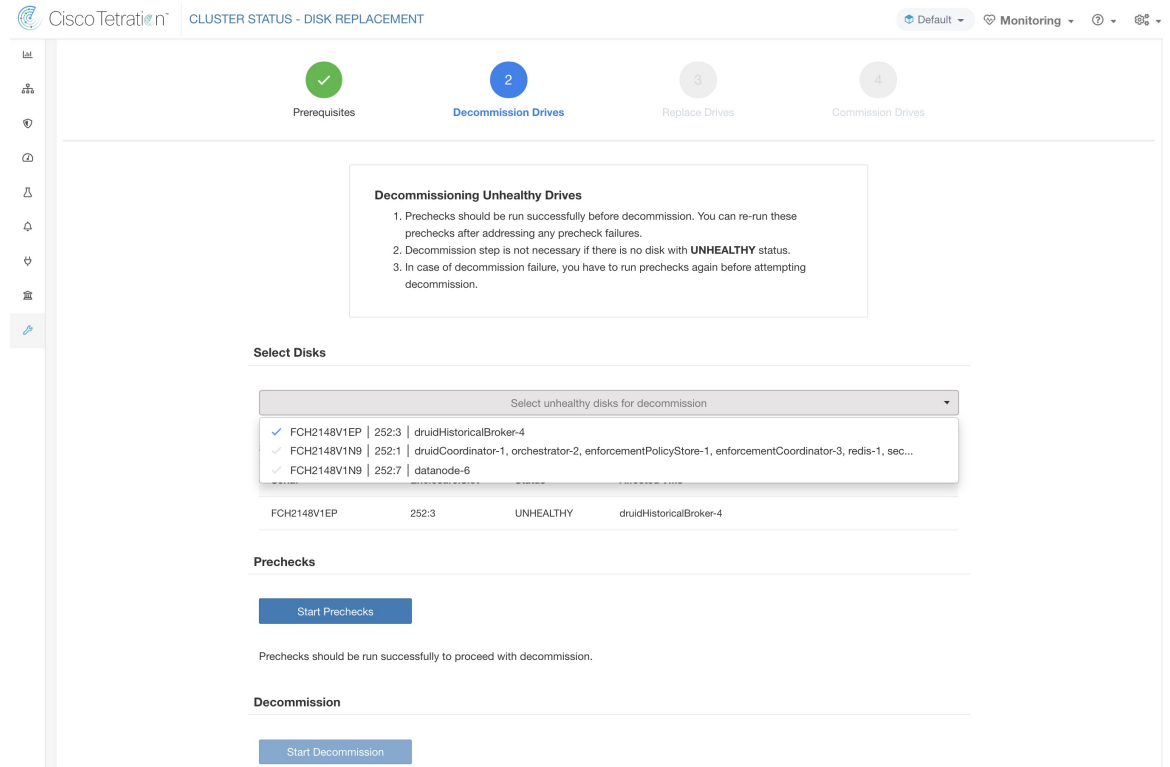 Cisco Tetration™
CLUSTER STATUS - DISK REPLACEMENT
Default
Monitoring
2
3
4
Prerequisites
Decommission Drives
Replace Drives
Commission Drives
Decommissioning Unhealthy Drives
1. Prechecks should be run successfully before decommission. You can re-run these
prechecks after addressing any precheck failures.
2. Decommission step is not necessary if there is no disk with UNHEALTHY status.
3. In case of decommission failure, you have to run prechecks again before attempting
decommission.
Select Disks
Select unhealthy disks for decommission
FCH2148V1EP | 252:3 | druidHistoricalBroker-4
FCH2148V1N9 | 252:1 | druidCoordinator-1, orchestrator-2, enforcementPolicyStore-1, enforcementCoordinator-3, redis-1, sec...
FCH2148V1N9 | 252:7 | datanode-6
FCH2148V1EP 252:3 UNHEALTHY druidHistoricalBroker-4
Prechecks
Start Prechecks
Prechecks should be run successfully to proceed with decommission.
Decommission
Start Decommission